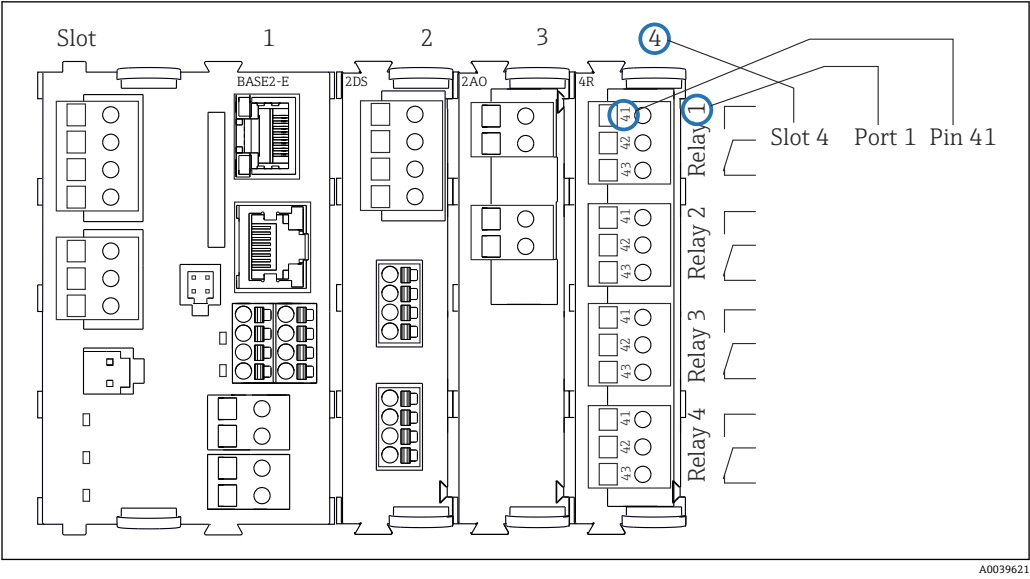 Slot 1 2 3 4
BASE2-E 2DS 2AO 4R
41
42
43
Relay 1
Slot 4 Port 1 Pin 41
41
42
43
Relay 2
41
42
43
Relay 3
41
42
43
Relay 4
A0039621